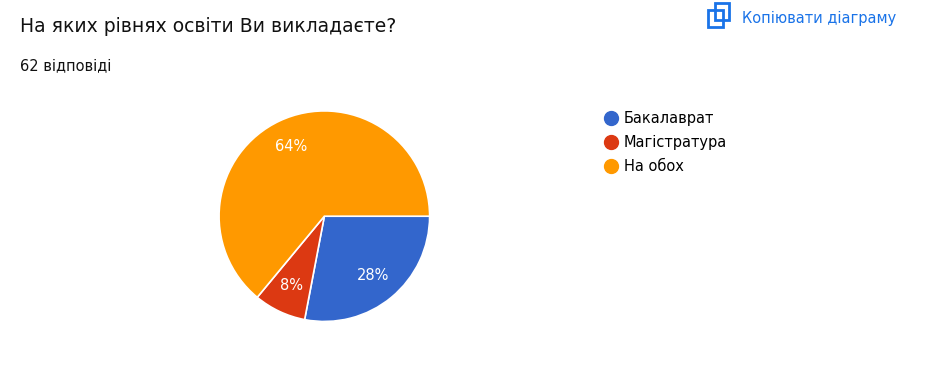 На яких рівнях освіти Ви викладаєте?
Копіювати діаграму
62 відповіді
Бакалаврат
Магістратура
На обох
64%
28%
8%